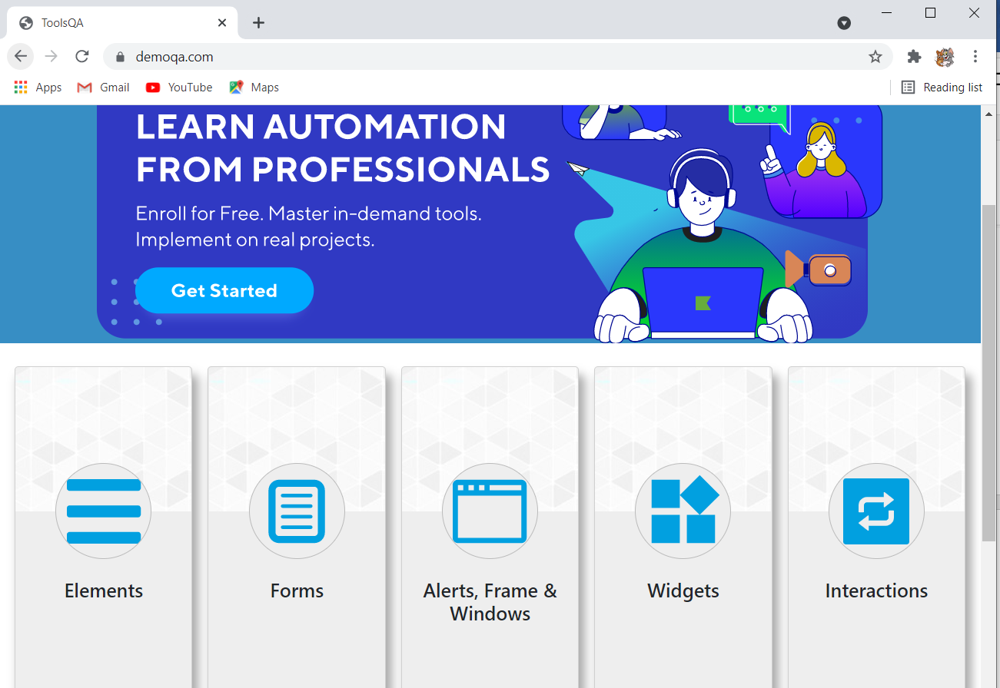 ToolsQA
demoqa.com
Apps Gmail YouTube Maps Reading list
LEARN AUTOMATION
FROM PROFESSIONALS
Enroll for Free. Master in-demand tools.
Implement on real projects.
Get Started
Elements
Forms
Alerts, Frame &
Windows
Widgets
Interactions